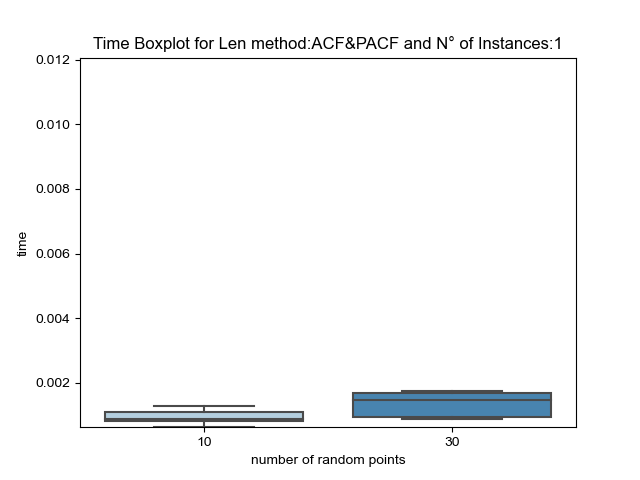 Time Boxplot for Len method:ACF&PACF and N° of Instances:1
0.012
0.010
0.008
0.006
0.004
0.002
time
10
30
number of random points